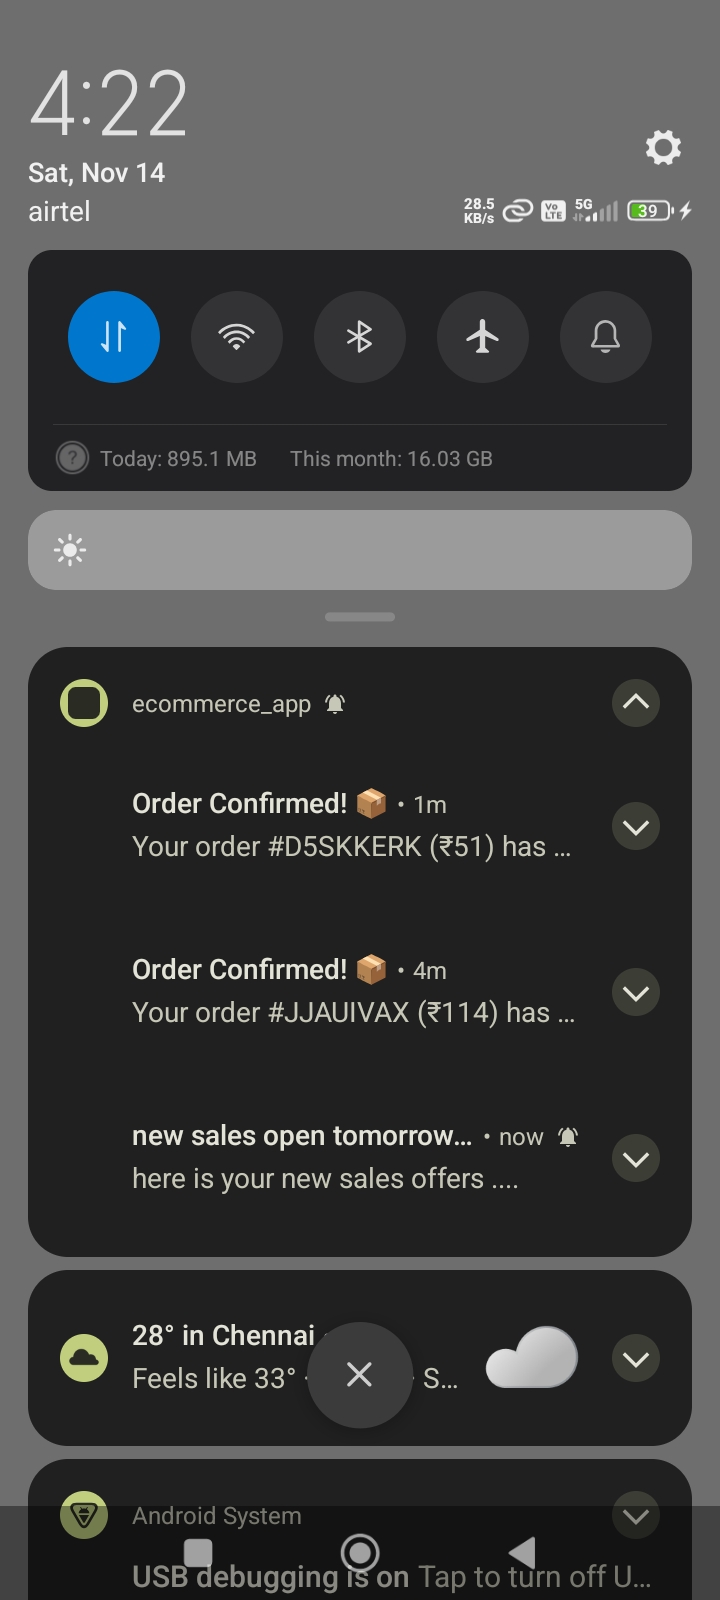 4:22
Sat, Nov 14
airtel
28.5 KB/s
Vo LTE
5G
39
? Today: 895.1 MB This month: 16.03 GB
ecommerce_app
Order Confirmed! 📦 • 1m
Your order #D5SKKERK (₹51) has ...
Order Confirmed! 📦 • 4m
Your order #JJAUIVAX (₹114) has ...
new sales open tomorrow... • now
here is your new sales offers ....
28° in Chennai
Feels like 33° · S...
Android System
USB debugging is on Tap to turn off U...